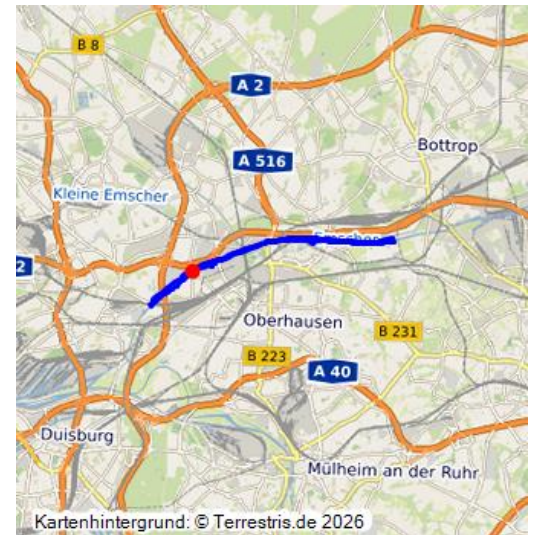 B 8
A 2
Bottrop
A 516
Kleine Emscher
Emscher
2
Oberhausen
B 231
B 223
A 40
Duisburg
Mülheim an der Ruhr
Kartenhintergrund: © Terrestris.de 2026